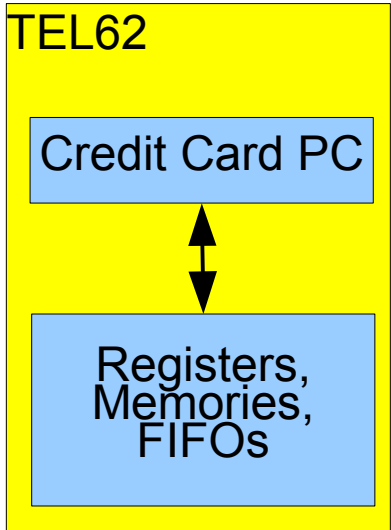 TEL62
Credit Card PC
Registers,
Memories,
FIFOs